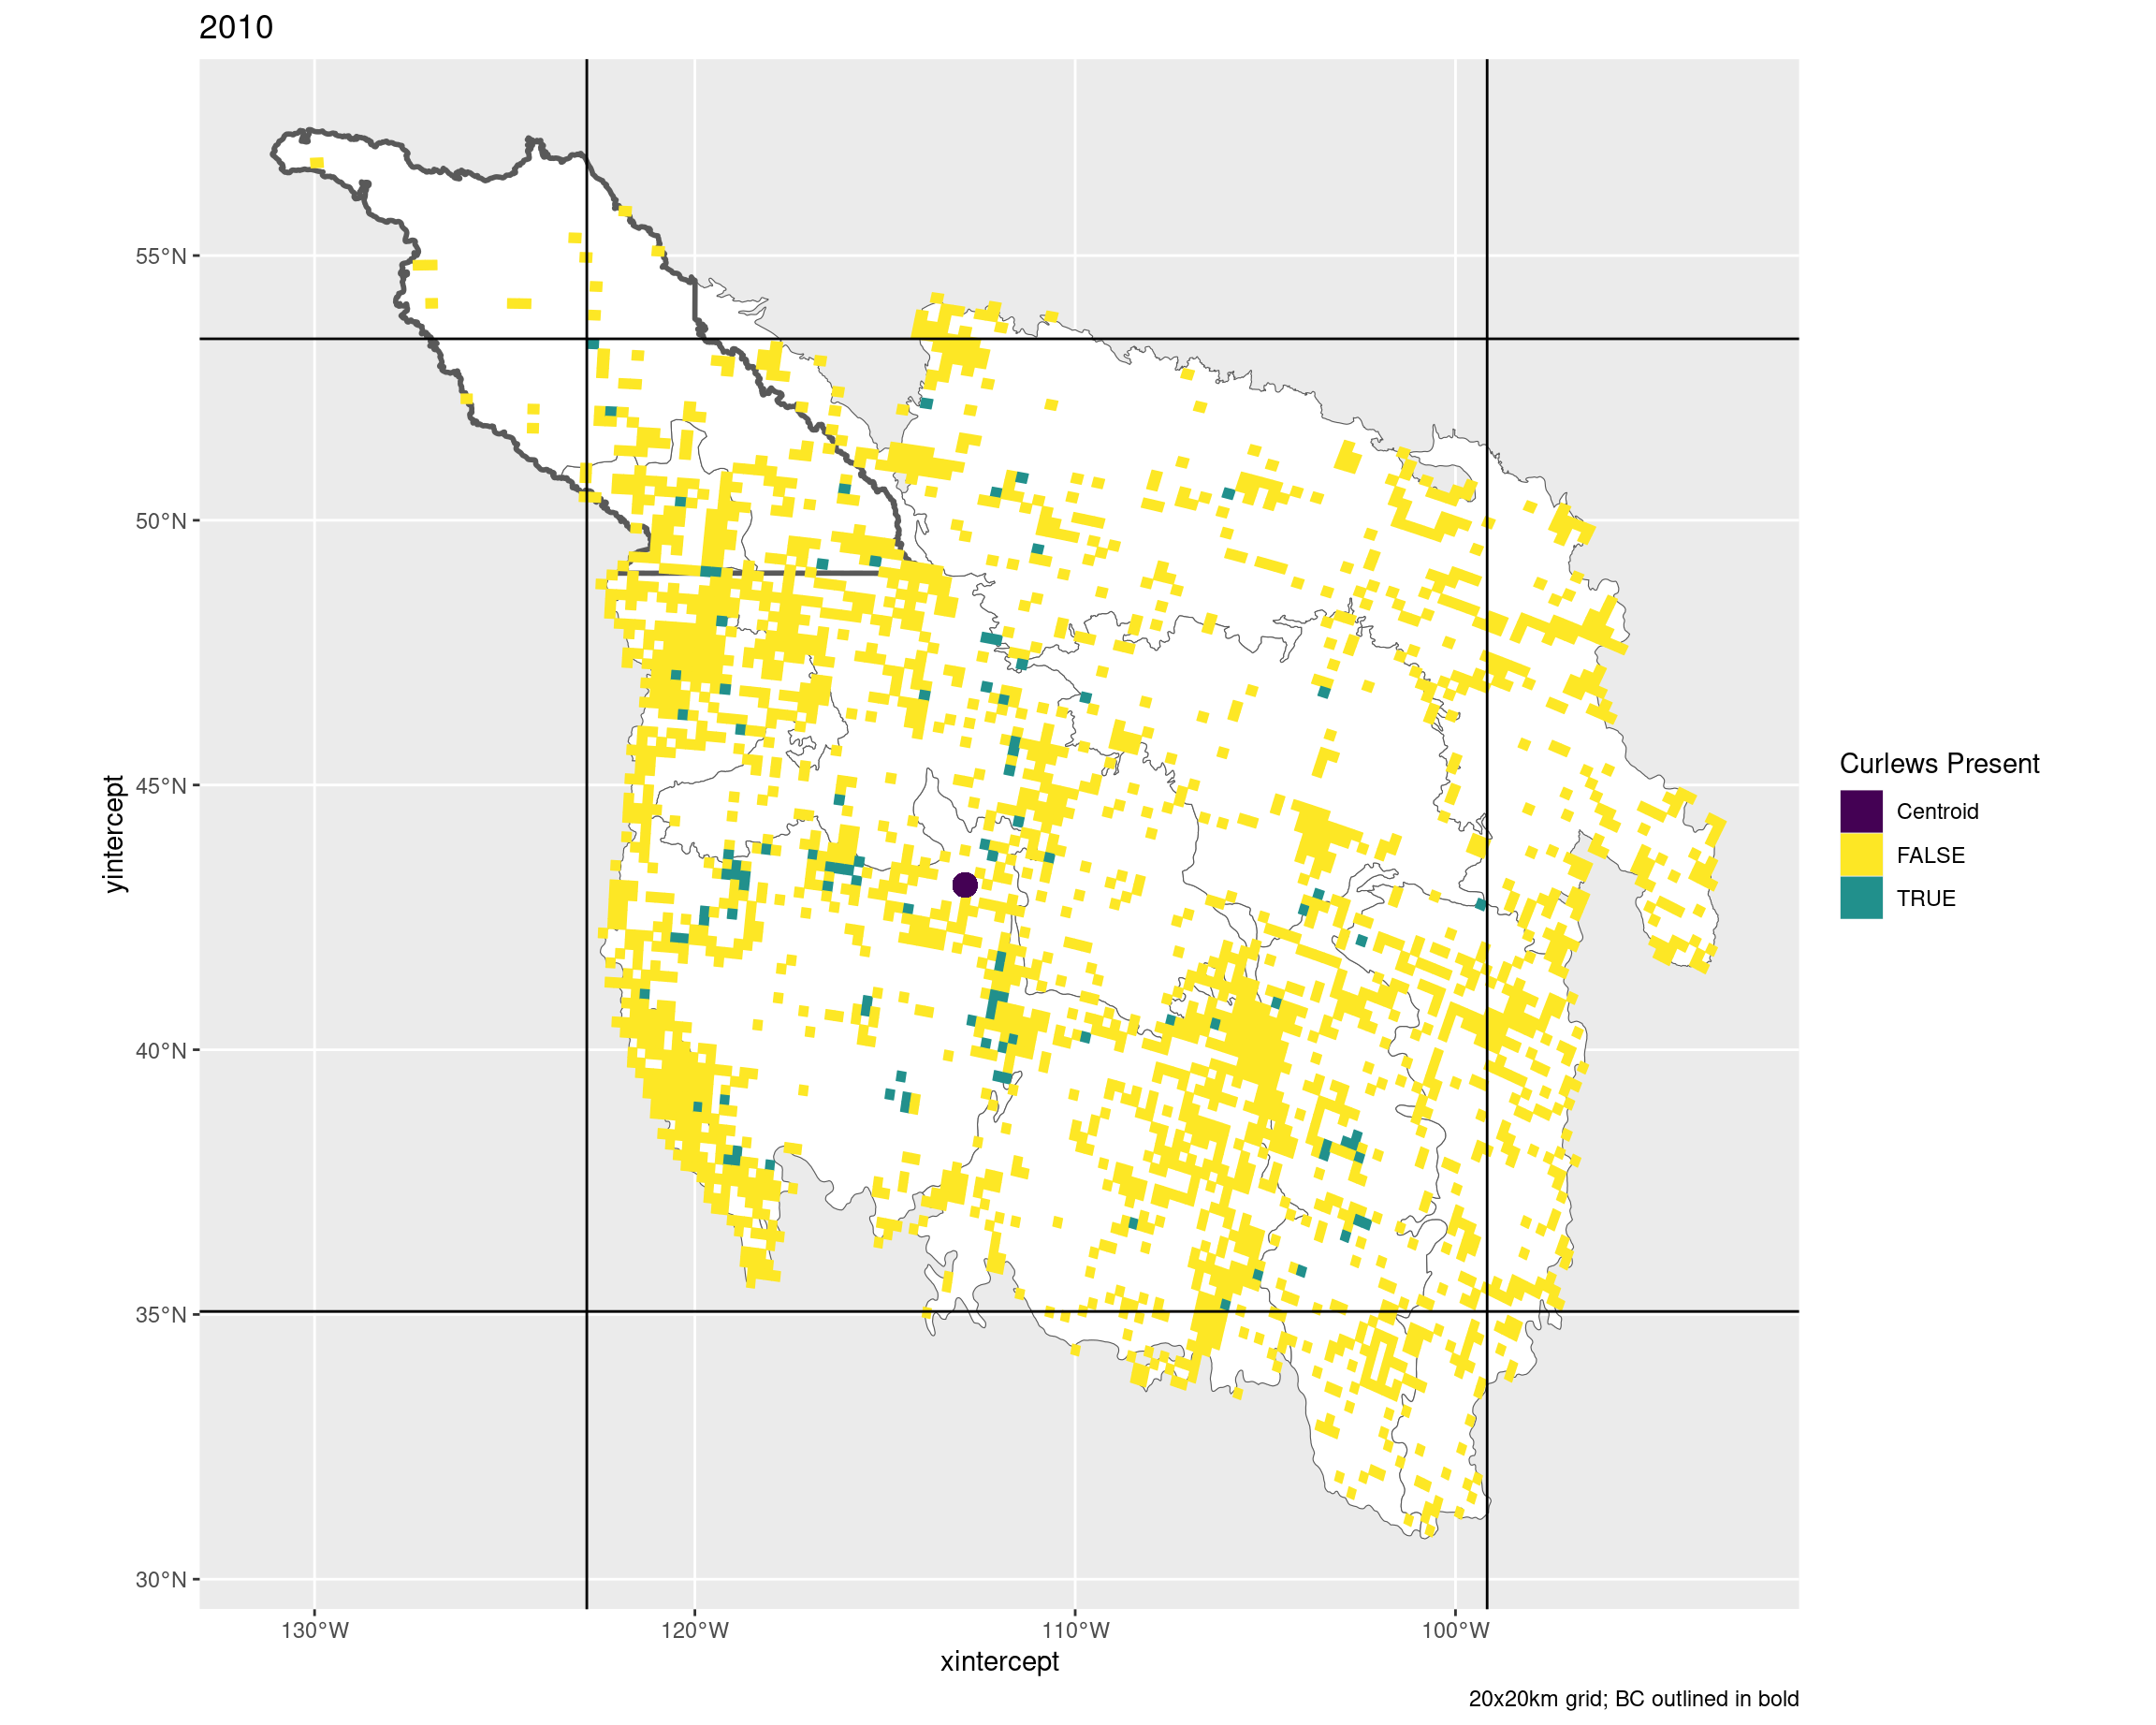 2010
55°N
50°N
45°N
40°N
35°N
30°N
yintercept
130°W
120°W
110°W
100°W
xintercept
Curlews Present
Centroid
FALSE
TRUE
20x20km grid; BC outlined in bold